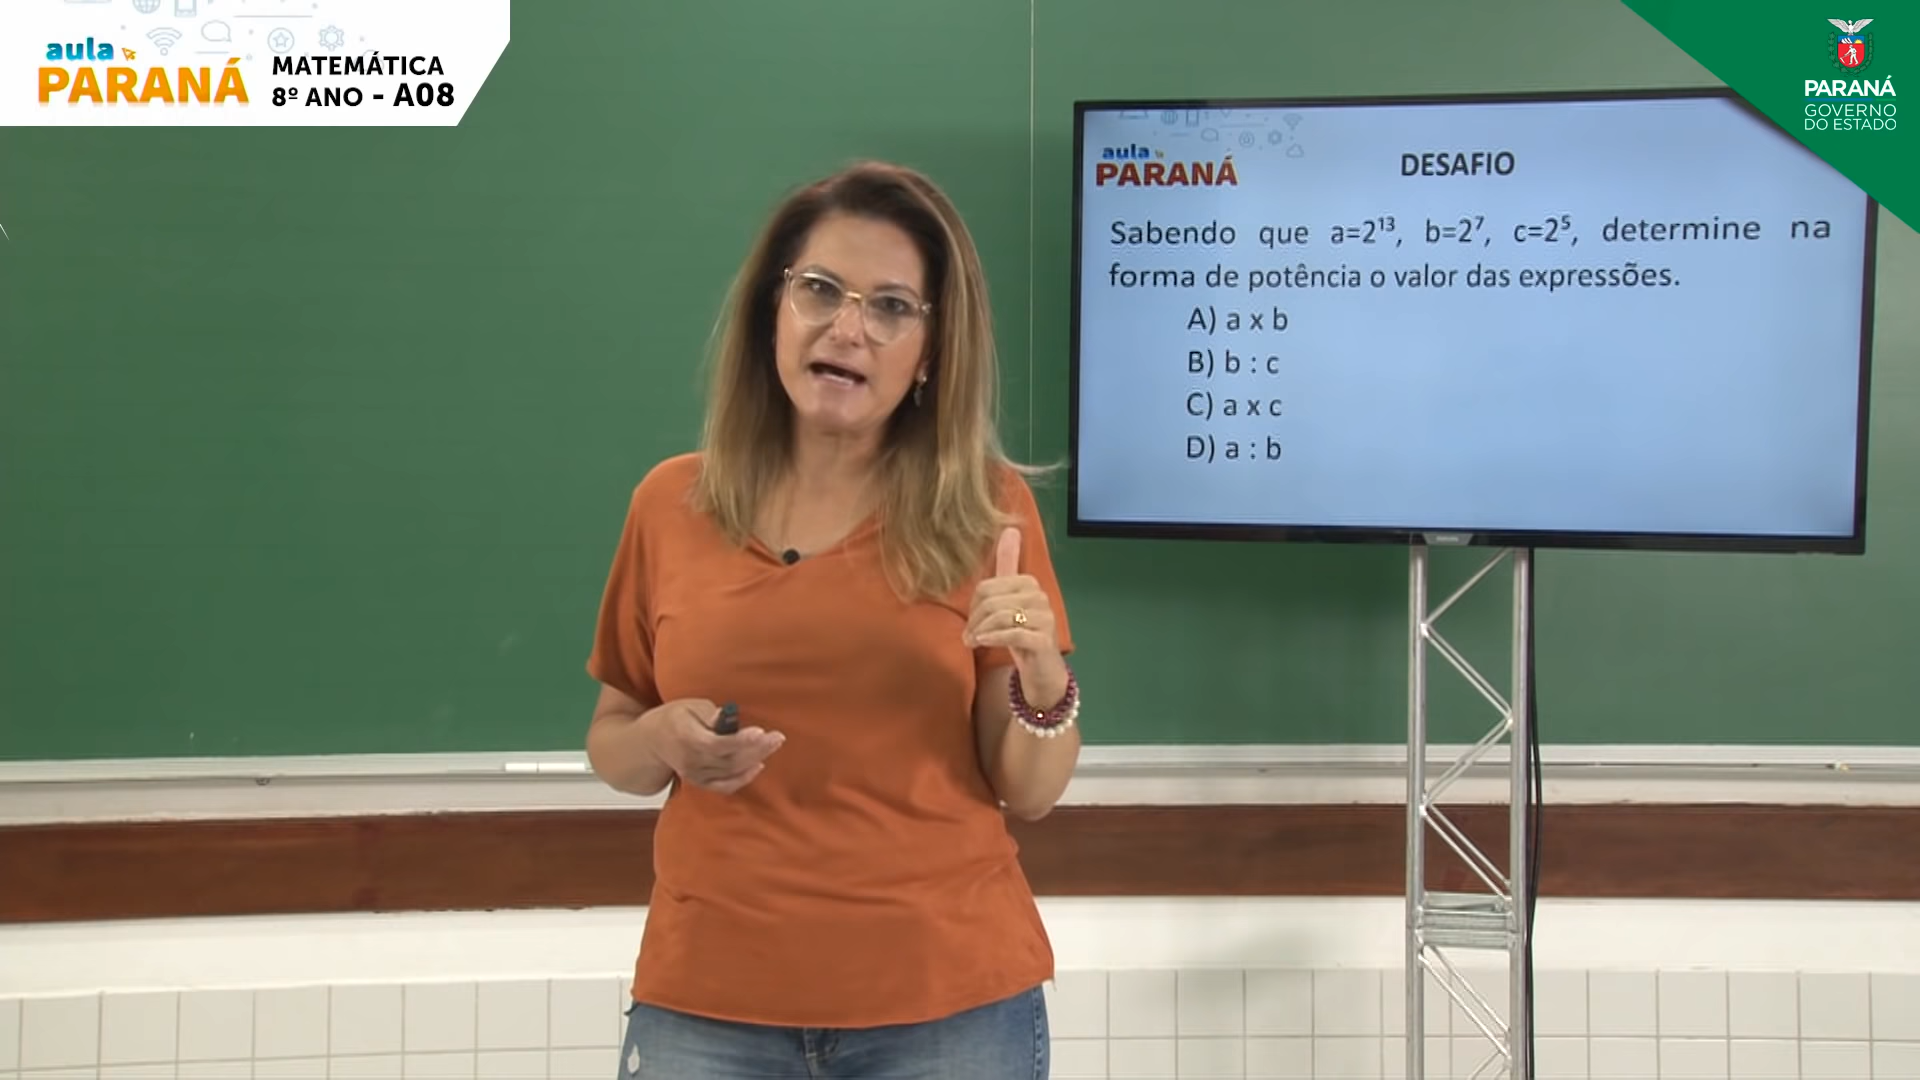 aula
PARANÁ
MATEMÁTICA
8º ANO - A08
PARANÁ
GOVERNO
DO ESTADO
aula
PARANÁ
DESAFIO
Sabendo que a=2¹³, b=2⁷, c=2⁵, determine na
forma de potência o valor das expressões.
A) a x b
B) b : c
C) a x c
D) a : b